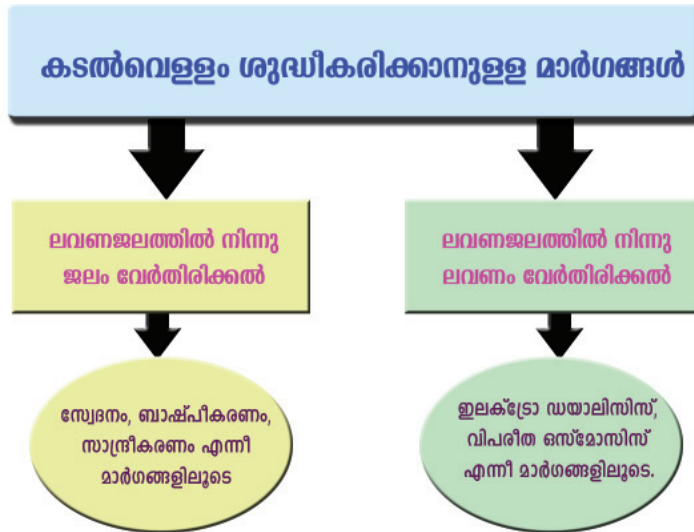 കടൽവെള്ളം ശുദ്ധീകരിക്കാനുള്ള മാർഗങ്ങൾ
ലവണജലത്തിൽ നിന്നു
ജലം വേർതിരിക്കൽ
ലവണജലത്തിൽ നിന്നു
ലവണം വേർതിരിക്കൽ
സ്വേദനം, ബാഷ്പീകരണം,
സാന്ദ്രീകരണം എന്നീ
മാർഗങ്ങളിലൂടെ
ഇലക്ട്രോ ഡയാലിസിസ്,
വിപരീത ഒസ്മോസിസ്
എന്നീ മാർഗങ്ങളിലൂടെ.